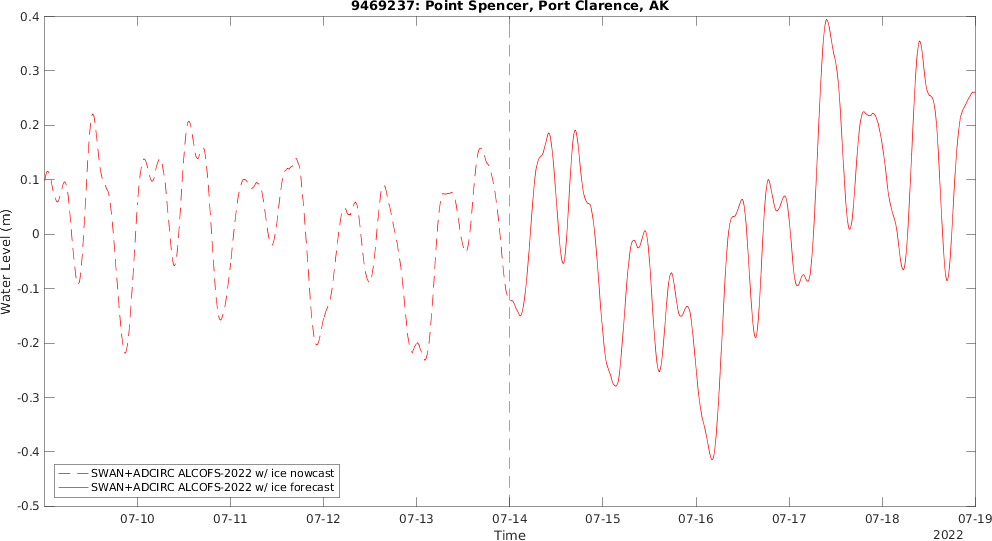 9469237: Point Spencer, Port Clarence, AK
0.4
0.3
0.2
0.1
0
-0.1
-0.2
-0.3
-0.4
-0.5
Water Level (m)
SWAN+ADCIRC ALCOFS-2022 w/ ice nowcast
SWAN+ADCIRC ALCOFS-2022 w/ ice forecast
07-10 07-11 07-12 07-13 07-14 07-15 07-16 07-17 07-18 07-19
Time
2022